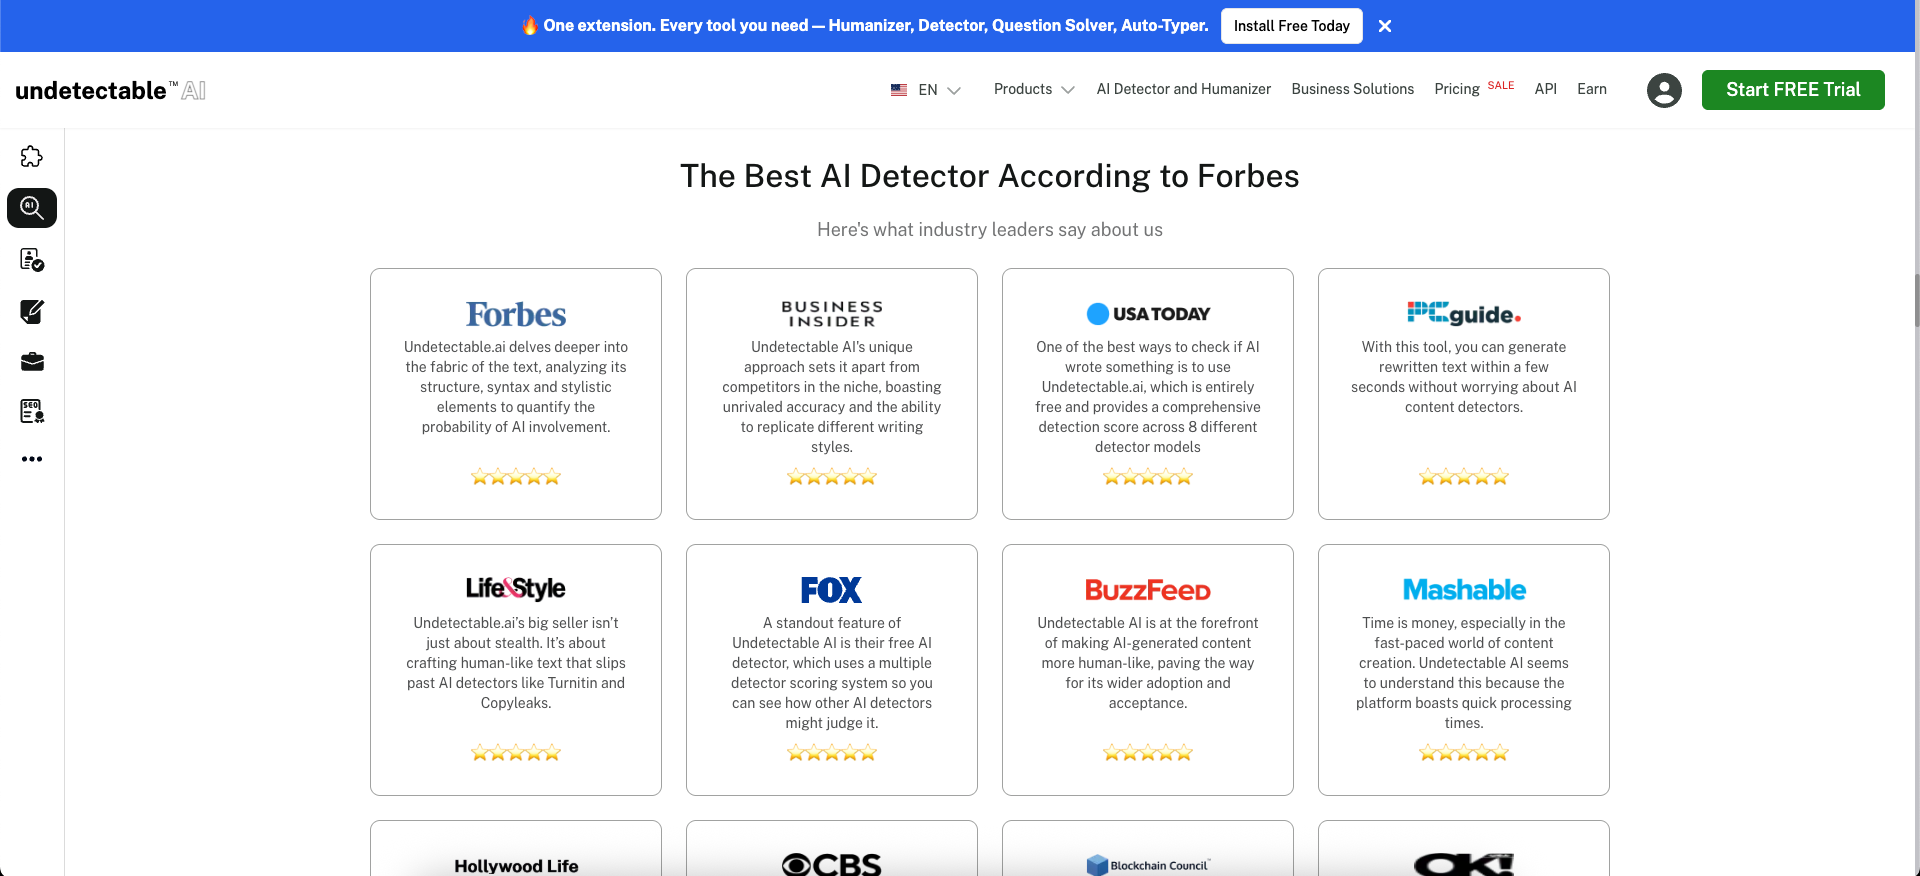 🔥 One extension. Every tool you need — Humanizer, Detector, Question Solver, Auto-Typer. Install Free Today
undetectable™ AI
EN Products AI Detector and Humanizer Business Solutions Pricing SALE API Earn Start FREE Trial
AI
SEO
The Best AI Detector According to Forbes
Here's what industry leaders say about us
Forbes
Undetectable.ai delves deeper into
the fabric of the text, analyzing its
structure, syntax and stylistic
elements to quantify the
probability of AI involvement.
BUSINESS
INSIDER
Undetectable AI's unique
approach sets it apart from
competitors in the niche, boasting
unrivaled accuracy and the ability
to replicate different writing
styles.
USA TODAY
One of the best ways to check if AI
wrote something is to use
Undetectable.ai, which is entirely
free and provides a comprehensive
detection score across 8 different
detector models
PCguide.
With this tool, you can generate
rewritten text within a few
seconds without worrying about AI
content detectors.
Life&Style
Undetectable.ai’s big seller isn’t
just about stealth. It’s about
crafting human-like text that slips
past AI detectors like Turnitin and
Copyleaks.
FOX
A standout feature of
Undetectable AI is their free AI
detector, which uses a multiple
detector scoring system so you
can see how other AI detectors
might judge it.
BuzzFeed
Undetectable AI is at the forefront
of making AI-generated content
more human-like, paving the way
for its wider adoption and
acceptance.
Mashable
Time is money, especially in the
fast-paced world of content
creation. Undetectable AI seems
to understand this because the
platform boasts quick processing
times.
Hollywood Life
CBS
Blockchain Council™
OK!